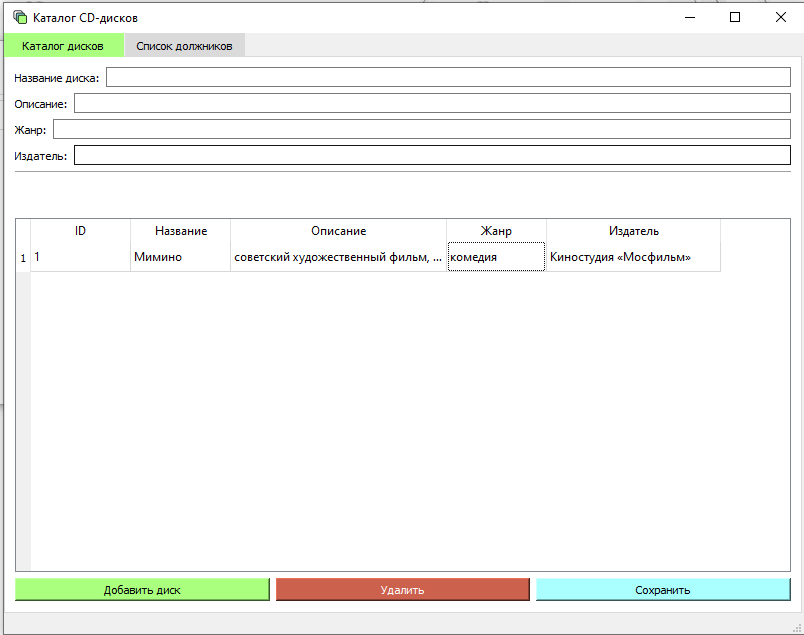 Каталог CD-дисков
Каталог дисков Список должников
Название диска:
Описание:
Жанр:
Издатель:
ID Название Описание Жанр Издатель
1 1 Мимино советский художественный фильм, ... комедия Киностудия «Мосфильм»
Добавить диск Удалить Сохранить